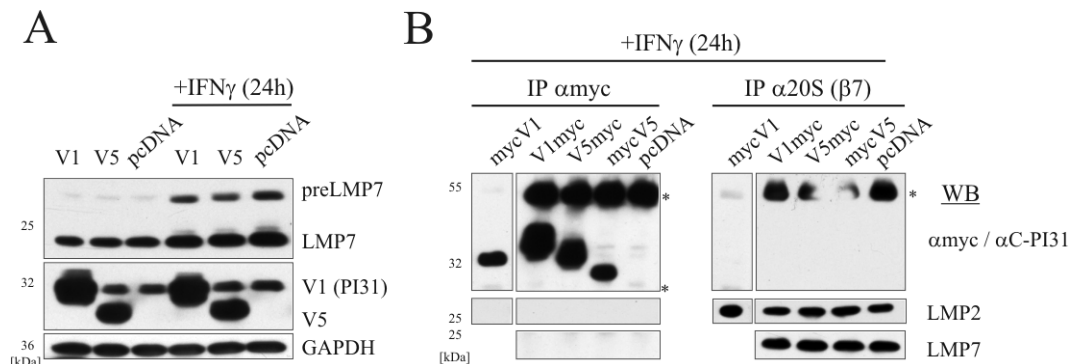 A
+IFNγ (24h)
V1 V5 pcDNA V1 V5 pcDNA
preLMP7
25
LMP7
32
V1 (PI31)
V5
36
GAPDH
[kDa]
B
+IFNγ (24h)
IP αmyc
IP α20S (β7)
mycV1 V1myc V5myc mycV5 pcDNA
mycV1 V1myc V5myc mycV5 pcDNA
55
*
*
WB
αmyc / αC-PI31
32
*
25
LMP2
25
LMP7
[kDa]